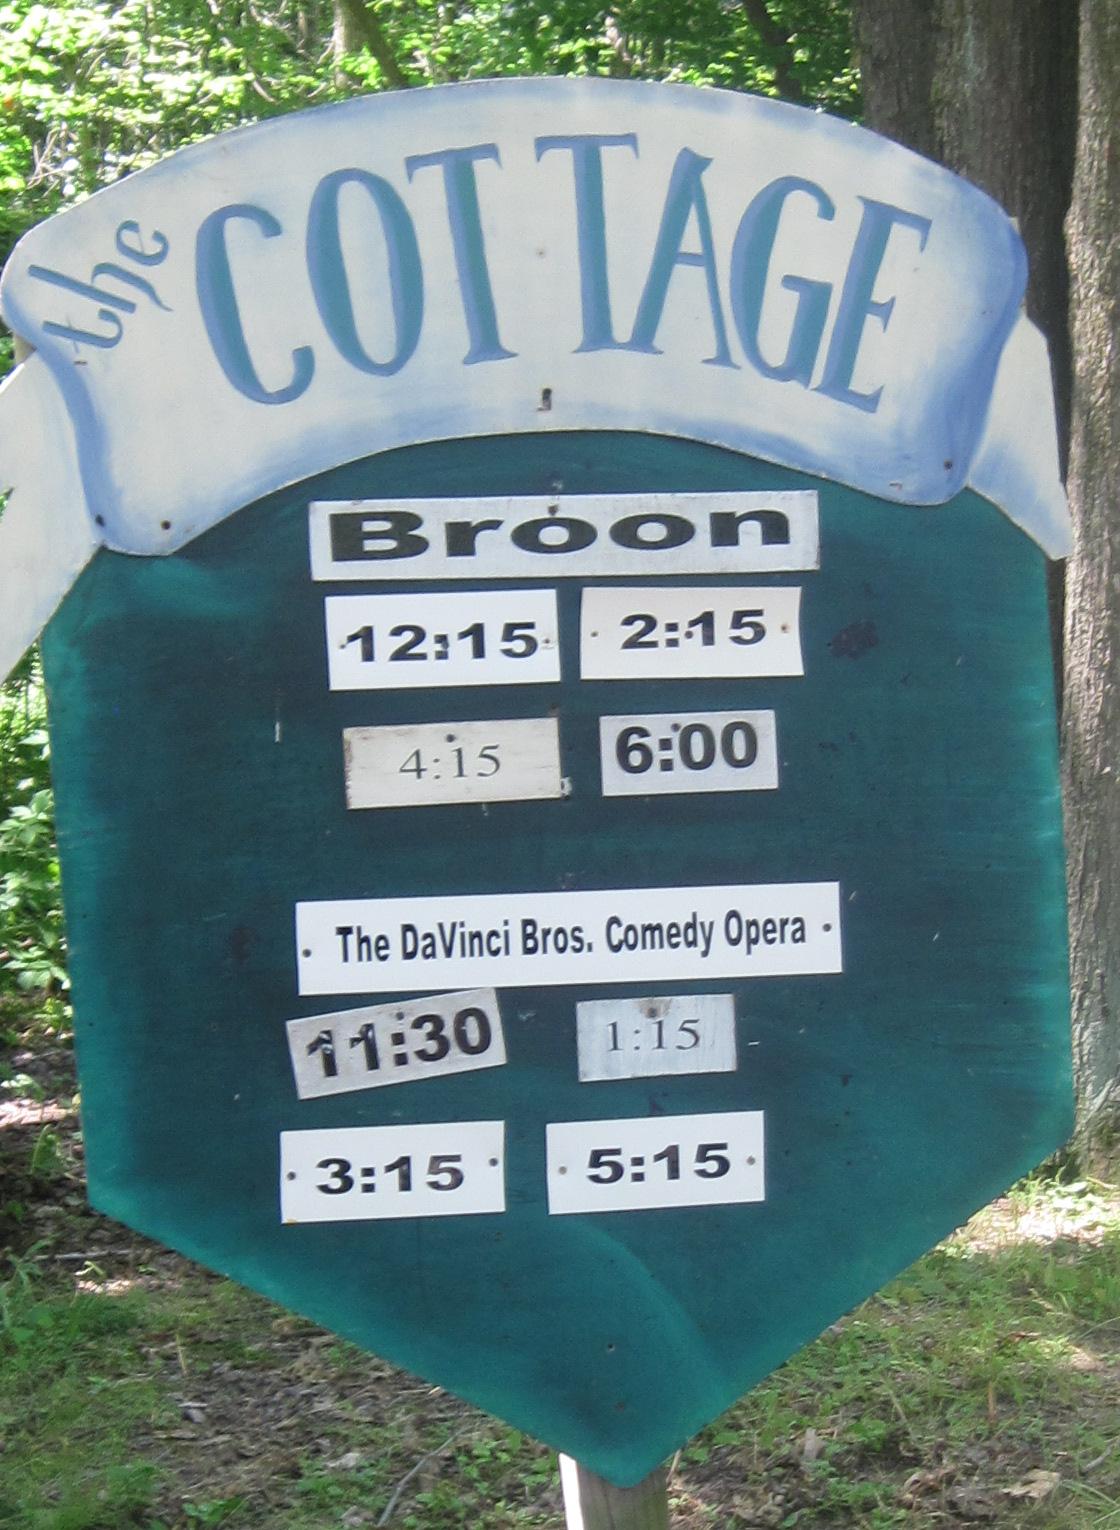 the COTTAGE
Broon
12:15 2:15
4:15 6:00
The DaVinci Bros. Comedy Opera
11:30 1:15
3:15 5:15